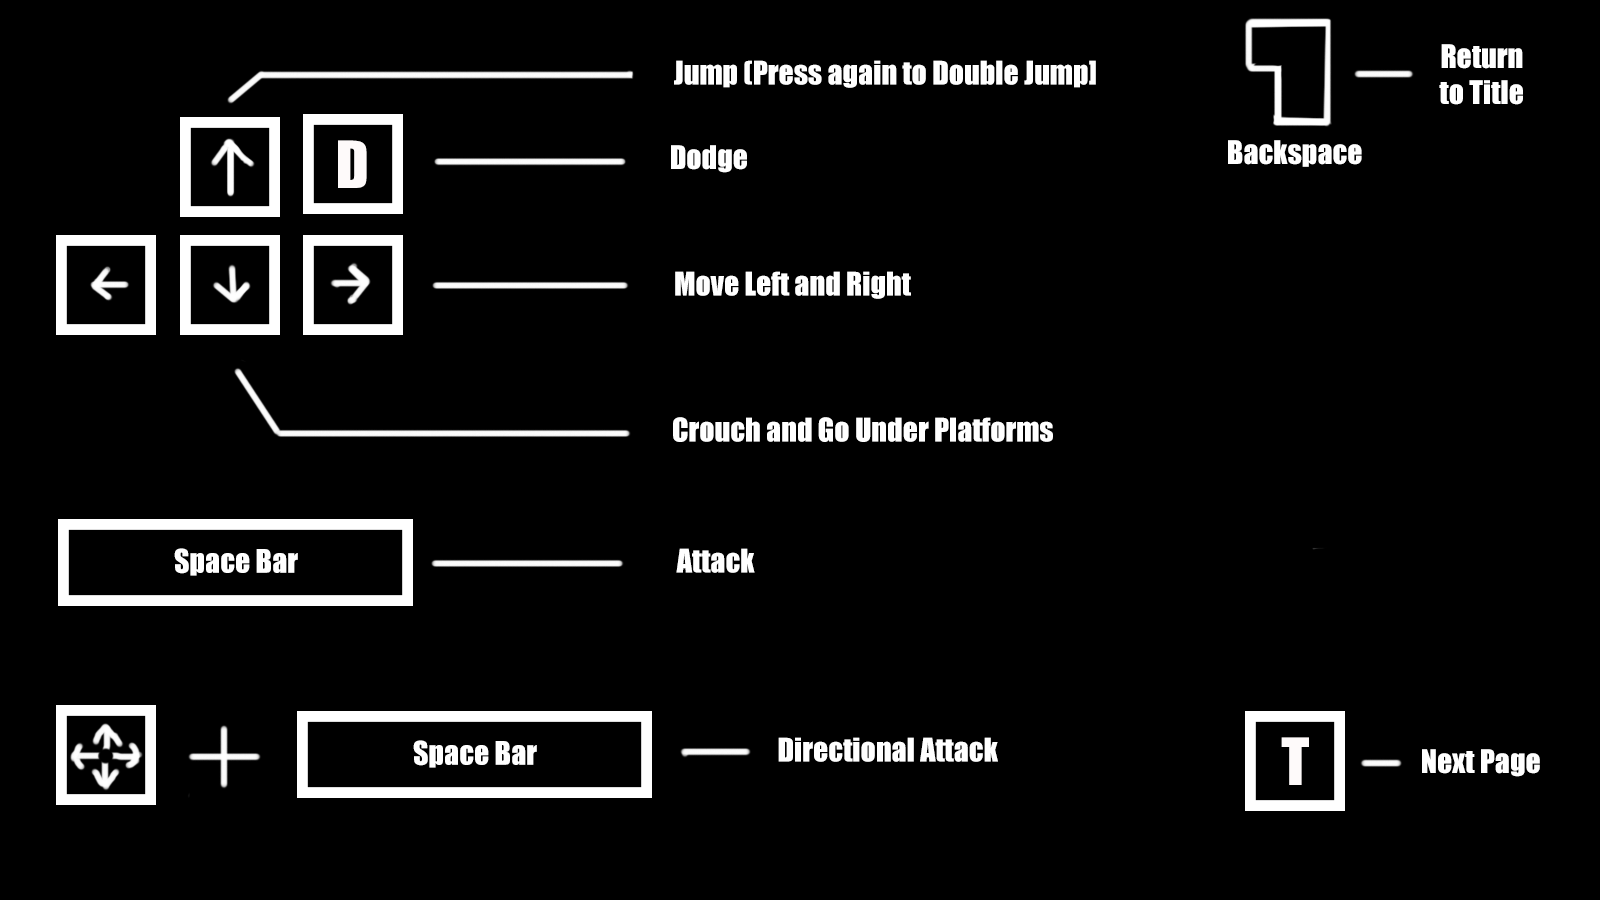 Jump (Press again to Double Jump]
Return
to Title
D
Dodge
Backspace
Move Left and Right
Crouch and Go Under Platforms
Space Bar
Attack
Space Bar
Directional Attack
T
Next Page